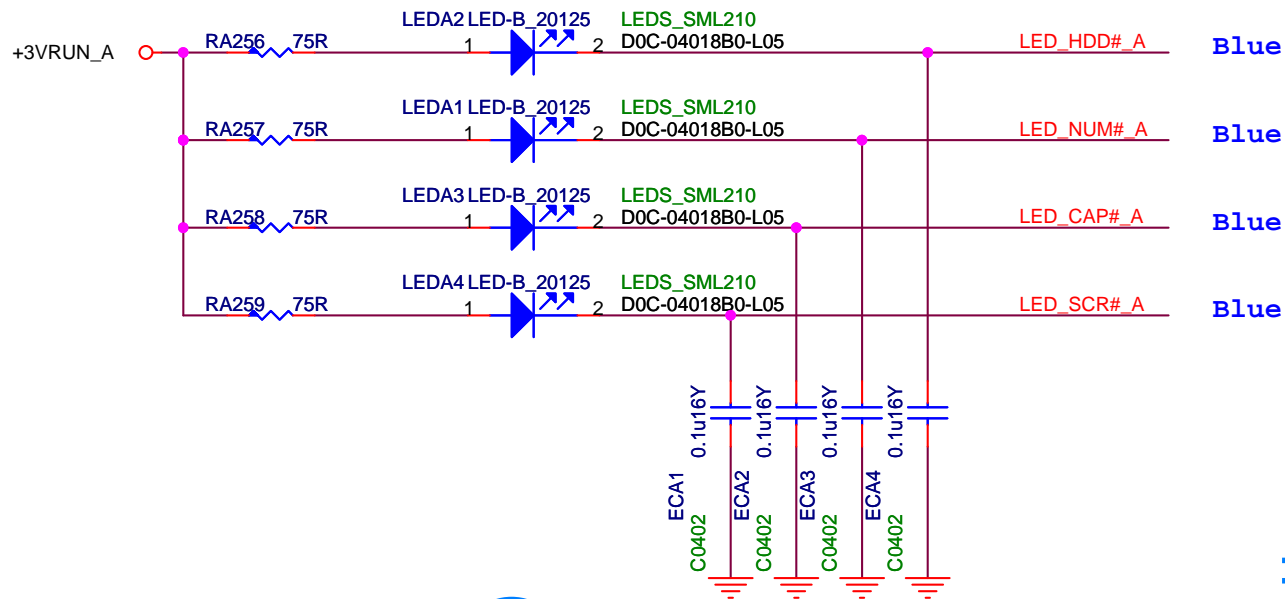 LEDA2 LED-B_20125 LEDS_SML210
+3VRUN_A RA256 75R 1 2 D0C-04018B0-L05 LED_HDD#_A Blue
LEDA1 LED-B_20125 LEDS_SML210
RA257 75R 1 2 D0C-04018B0-L05 LED_NUM#_A Blue
LEDA3 LED-B_20125 LEDS_SML210
RA258 75R 1 2 D0C-04018B0-L05 LED_CAP#_A Blue
LEDA4 LED-B_20125 LEDS_SML210
RA259 75R 1 2 D0C-04018B0-L05 LED_SCR#_A Blue
0.1u16Y 0.1u16Y 0.1u16Y 0.1u16Y
ECA1 ECA2 ECA3 ECA4
C0402 C0402 C0402 C0402